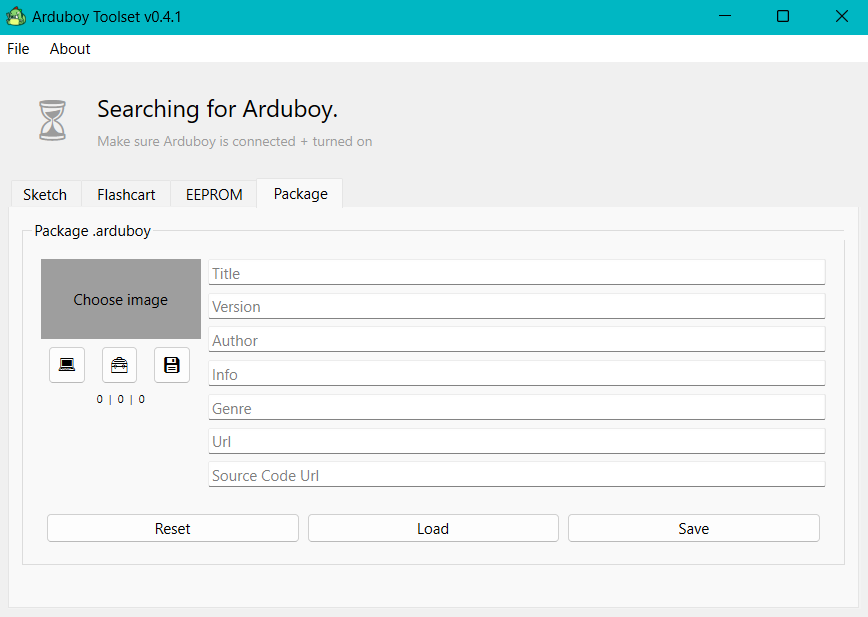 Arduboy Toolset v0.4.1
File About
Searching for Arduboy.
Make sure Arduboy is connected + turned on
Sketch Flashcart EEPROM Package
Package .arduboy
Choose image
Title
Version
Author
Info
Genre
Url
Source Code Url
0 | 0 | 0
Reset Load Save